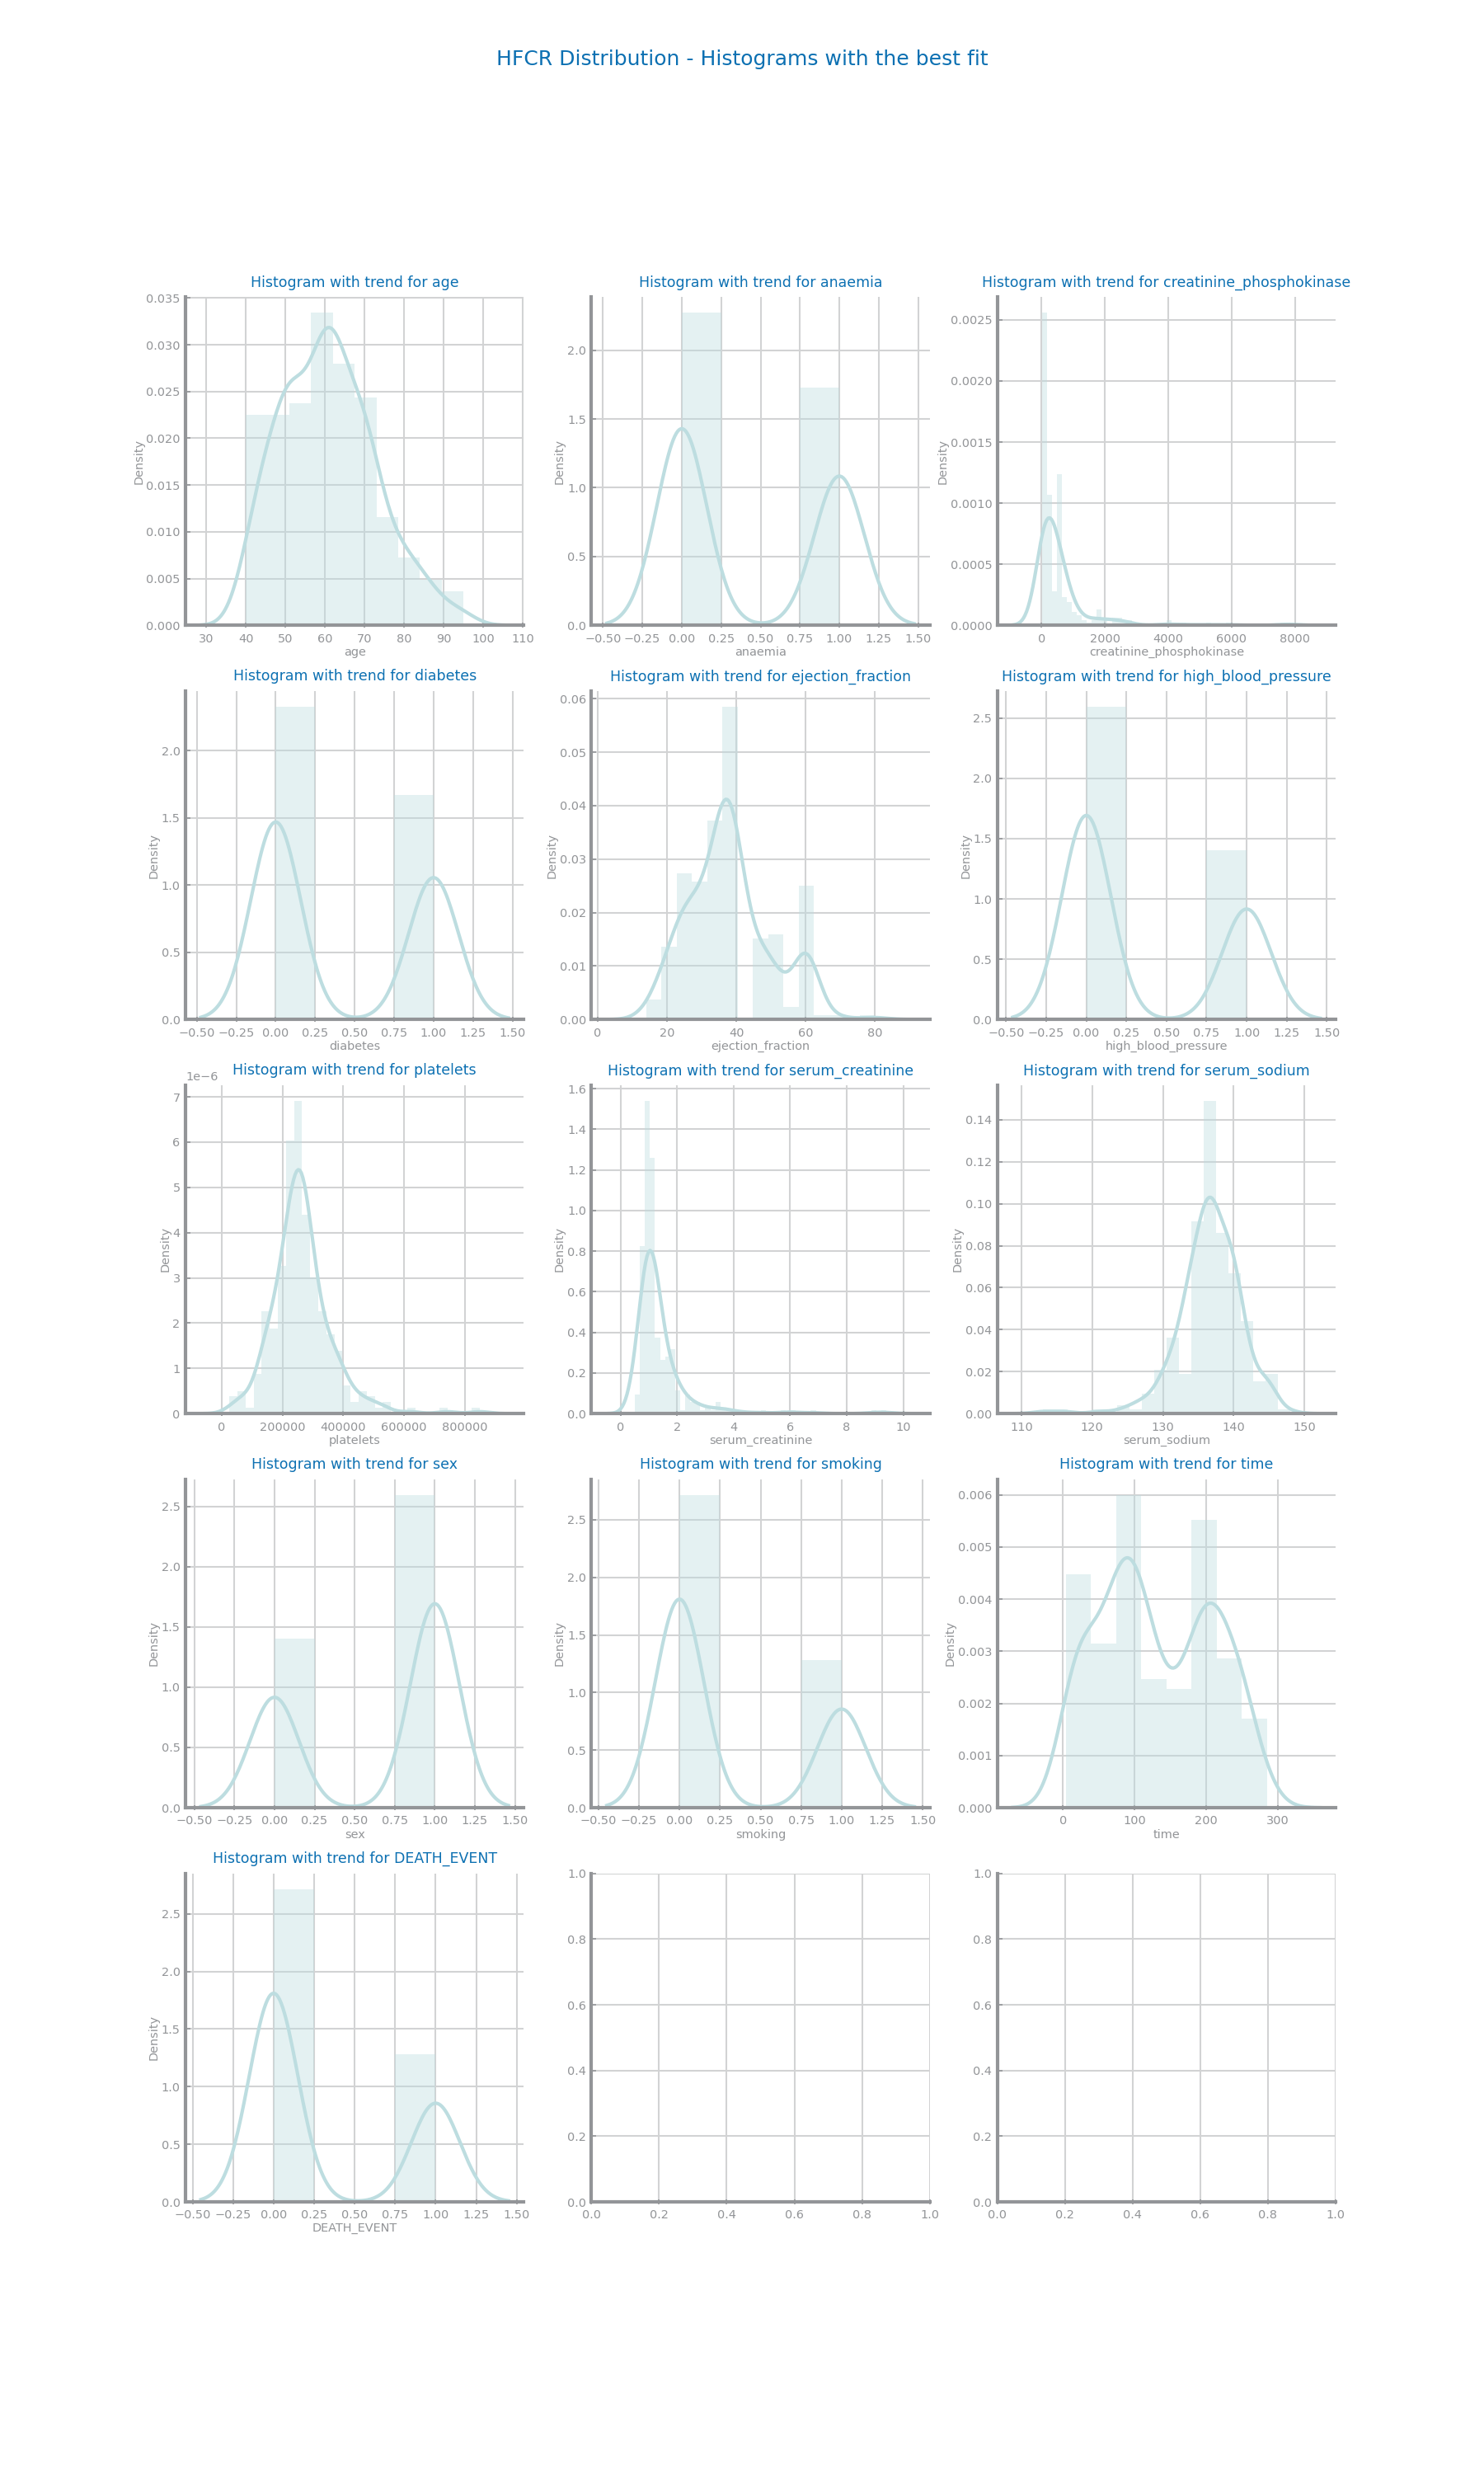 HFCR Distribution - Histograms with the best fit
Histogram with trend for age
Histogram with trend for anaemia
Histogram with trend for creatinine_phosphokinase
0.035
0.030
0.025
0.020
0.015
0.010
0.005
0.000
Density
30 40 50 60 70 80 90 100 110
age
2.0
1.5
1.0
0.5
0.0
Density
−0.50 −0.25 0.00 0.25 0.50 0.75 1.00 1.25 1.50
anaemia
0.0025
0.0020
0.0015
0.0010
0.0005
0.0000
Density
0 2000 4000 6000 8000
creatinine_phosphokinase
Histogram with trend for diabetes
Histogram with trend for ejection_fraction
Histogram with trend for high_blood_pressure
2.0
1.5
1.0
0.5
0.0
Density
−0.50 −0.25 0.00 0.25 0.50 0.75 1.00 1.25 1.50
diabetes
0.06
0.05
0.04
0.03
0.02
0.01
0.00
Density
0 20 40 60 80
ejection_fraction
2.5
2.0
1.5
1.0
0.5
0.0
Density
−0.50 −0.25 0.00 0.25 0.50 0.75 1.00 1.25 1.50
high_blood_pressure
Histogram with trend for platelets
Histogram with trend for serum_creatinine
Histogram with trend for serum_sodium
1e−6
7
6
5
4
3
2
1
0
Density
0 200000 400000 600000 800000
platelets
1.6
1.4
1.2
1.0
0.8
0.6
0.4
0.2
0.0
Density
0 2 4 6 8 10
serum_creatinine
0.14
0.12
0.10
0.08
0.06
0.04
0.02
0.00
Density
110 120 130 140 150
serum_sodium
Histogram with trend for sex
Histogram with trend for smoking
Histogram with trend for time
2.5
2.0
1.5
1.0
0.5
0.0
Density
−0.50 −0.25 0.00 0.25 0.50 0.75 1.00 1.25 1.50
sex
2.5
2.0
1.5
1.0
0.5
0.0
Density
−0.50 −0.25 0.00 0.25 0.50 0.75 1.00 1.25 1.50
smoking
0.006
0.005
0.004
0.003
0.002
0.001
0.000
Density
0 100 200 300
time
Histogram with trend for DEATH_EVENT
2.5
2.0
1.5
1.0
0.5
0.0
Density
−0.50 −0.25 0.00 0.25 0.50 0.75 1.00 1.25 1.50
DEATH_EVENT
1.0
0.8
0.6
0.4
0.2
0.0
0.0 0.2 0.4 0.6 0.8 1.0
1.0
0.8
0.6
0.4
0.2
0.0
0.0 0.2 0.4 0.6 0.8 1.0